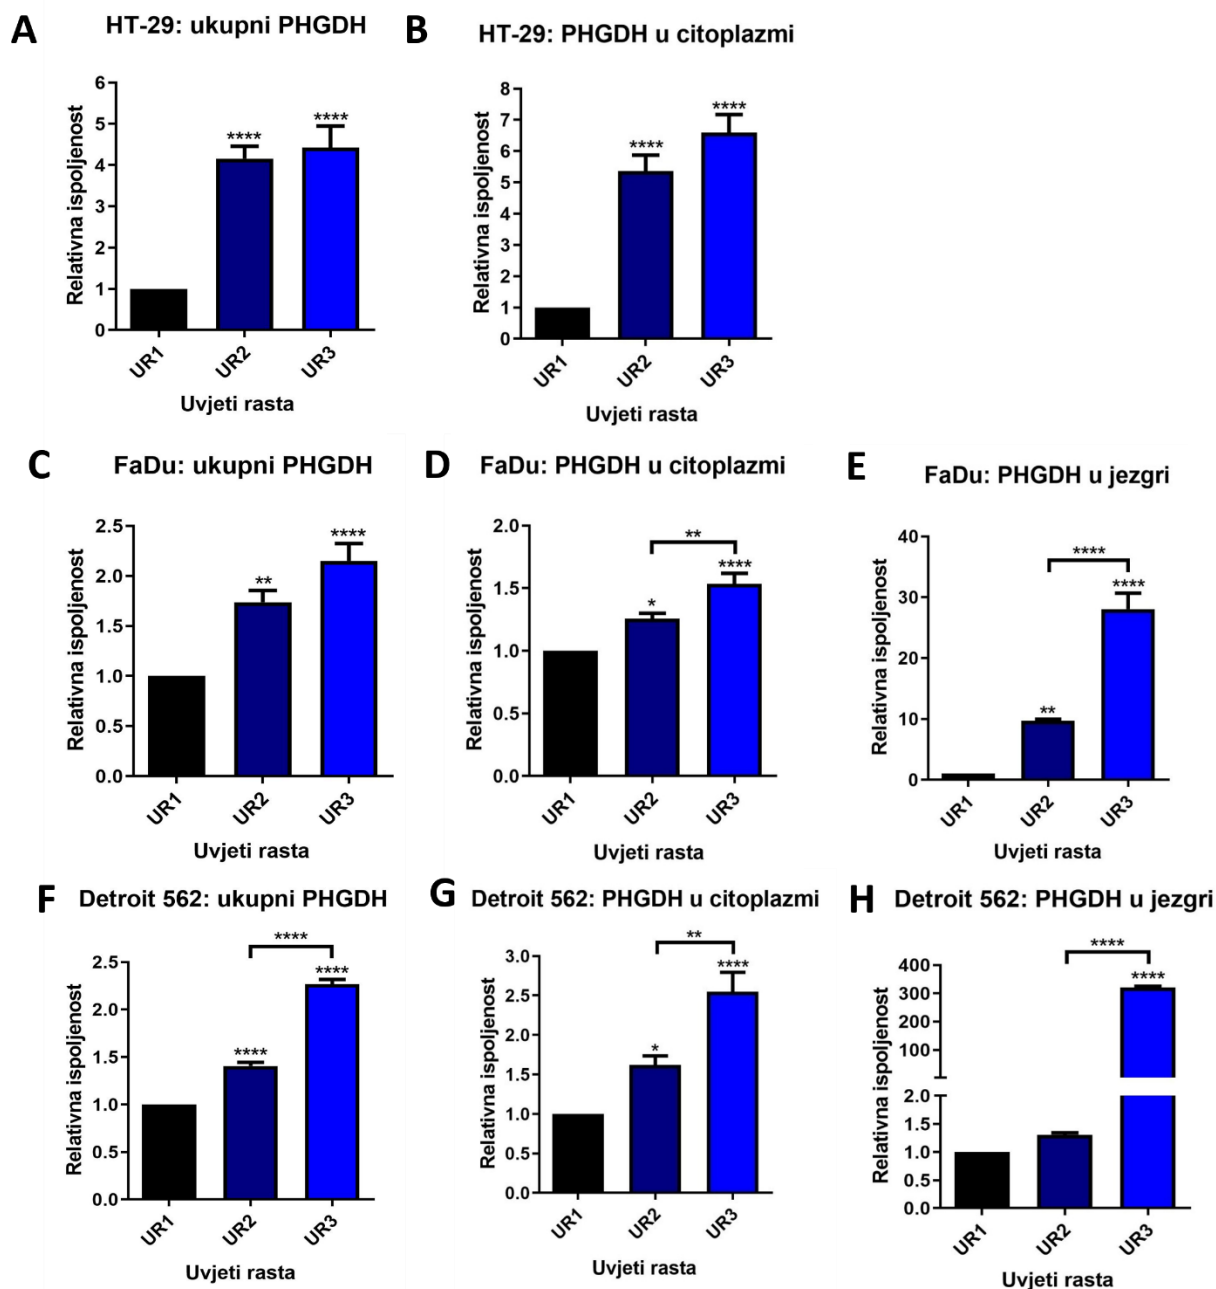 A
HT-29: ukupni PHGDH
Relativna ispoljenost
6
5
4
3
2
1
0
****
****
UR1
UR2
UR3
Uvjeti rasta
B
HT-29: PHGDH u citoplazmi
Relativna ispoljenost
8
7
6
5
4
3
2
1
0
****
****
UR1
UR2
UR3
Uvjeti rasta
C
FaDu: ukupni PHGDH
Relativna ispoljenost
2.5
2.0
1.5
1.0
0.5
0.0
**
****
UR1
UR2
UR3
Uvjeti rasta
D
FaDu: PHGDH u citoplazmi
Relativna ispoljenost
2.0
1.5
1.0
0.5
0.0
**
*
****
UR1
UR2
UR3
Uvjeti rasta
E
FaDu: PHGDH u jezgri
Relativna ispoljenost
40
30
20
10
0
****
**
****
UR1
UR2
UR3
Uvjeti rasta
F
Detroit 562: ukupni PHGDH
Relativna ispoljenost
2.5
2.0
1.5
1.0
0.5
0.0
****
****
****
UR1
UR2
UR3
Uvjeti rasta
G
Detroit 562: PHGDH u citoplazmi
Relativna ispoljenost
3.0
2.5
2.0
1.5
1.0
0.5
0.0
**
*
****
UR1
UR2
UR3
Uvjeti rasta
H
Detroit 562: PHGDH u jezgri
Relativna ispoljenost
400
300
200
100
2.0
1.5
1.0
0.5
0.0
****
****
UR1
UR2
UR3
Uvjeti rasta